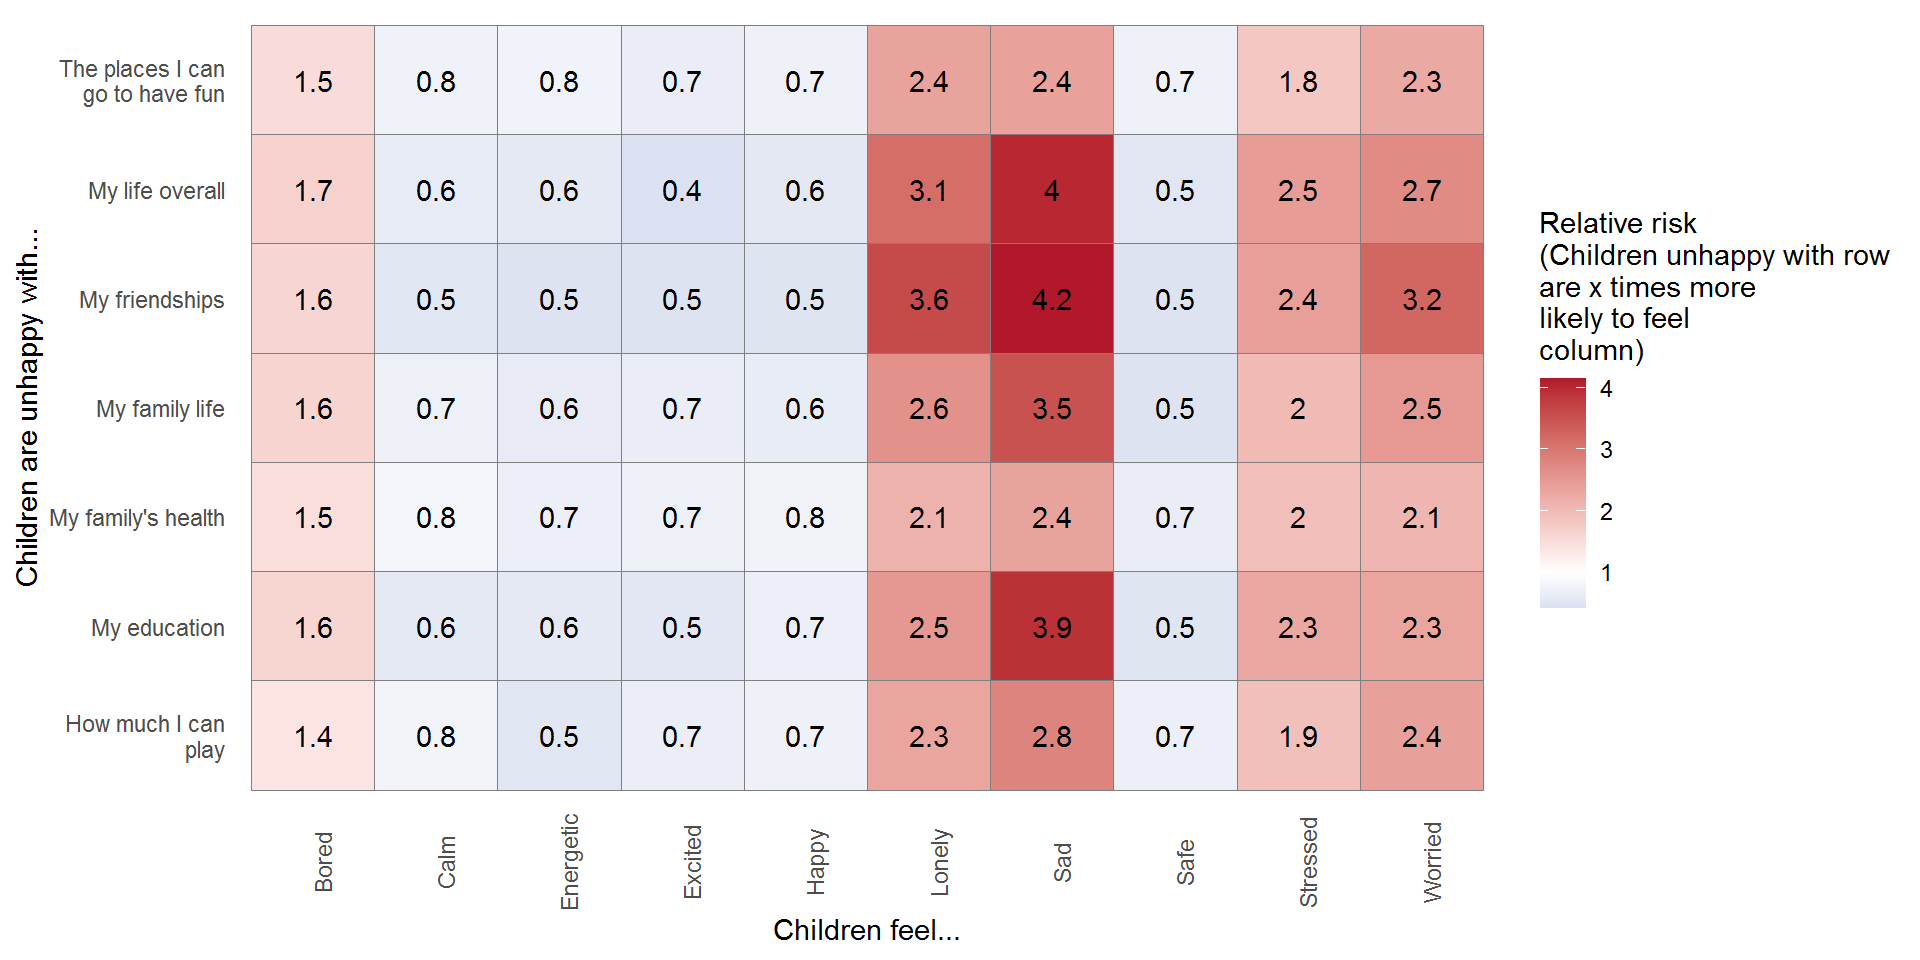 The places I can
go to have fun
1.5 0.8 0.8 0.7 0.7 2.4 2.4 0.7 1.8 2.3
My life overall 1.7 0.6 0.6 0.4 0.6 3.1 4 0.5 2.5 2.7
My friendships 1.6 0.5 0.5 0.5 0.5 3.6 4.2 0.5 2.4 3.2
My family life 1.6 0.7 0.6 0.7 0.6 2.6 3.5 0.5 2 2.5
My family's health 1.5 0.8 0.7 0.7 0.8 2.1 2.4 0.7 2 2.1
My education 1.6 0.6 0.6 0.5 0.7 2.5 3.9 0.5 2.3 2.3
How much I can
play
1.4 0.8 0.5 0.7 0.7 2.3 2.8 0.7 1.9 2.4
Children are unhappy with...
Bored Calm Energetic Excited Happy Lonely Sad Safe Stressed Worried
Children feel...
Relative risk
(Children unhappy with row
are x times more
likely to feel
column)
4
3
2
1